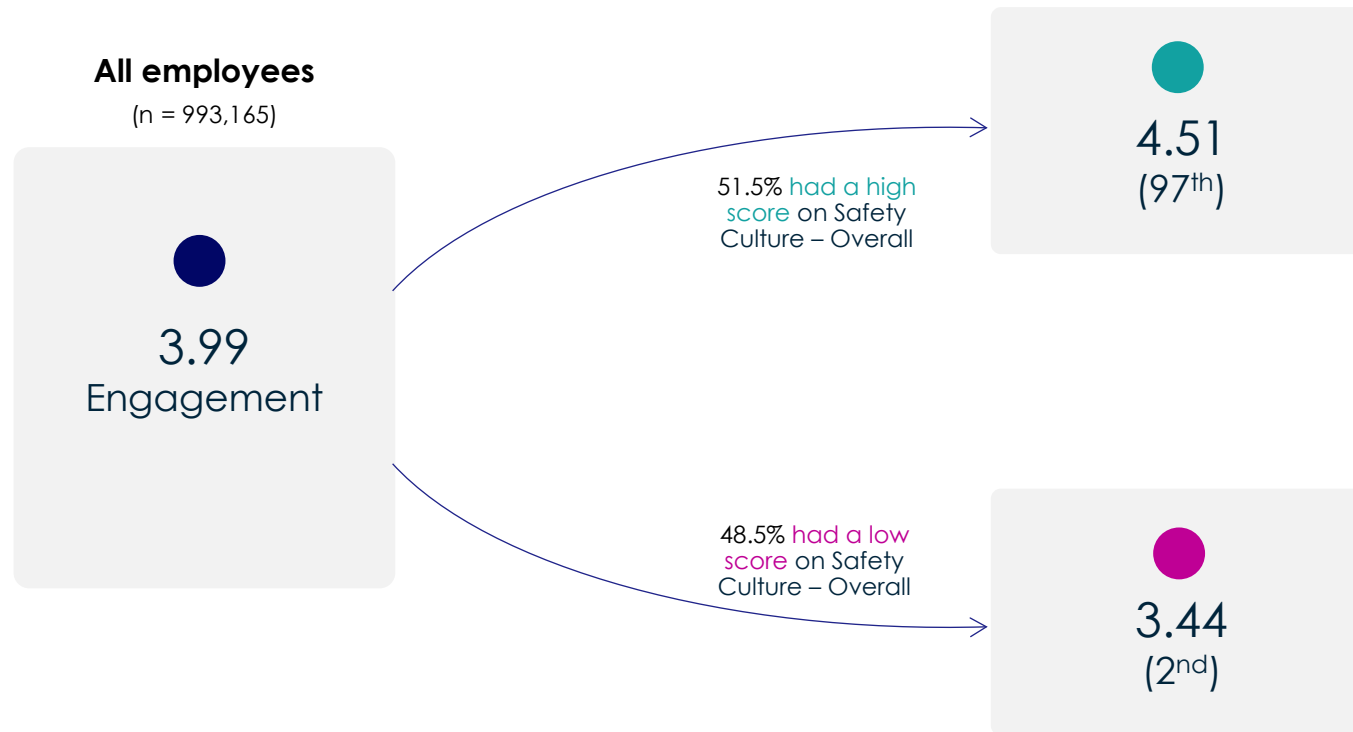 All employees
(n = 993,165)
3.99
Engagement
51.5% had a high
score on Safety
Culture – Overall
4.51
(97th)
48.5% had a low
score on Safety
Culture – Overall
3.44
(2nd)